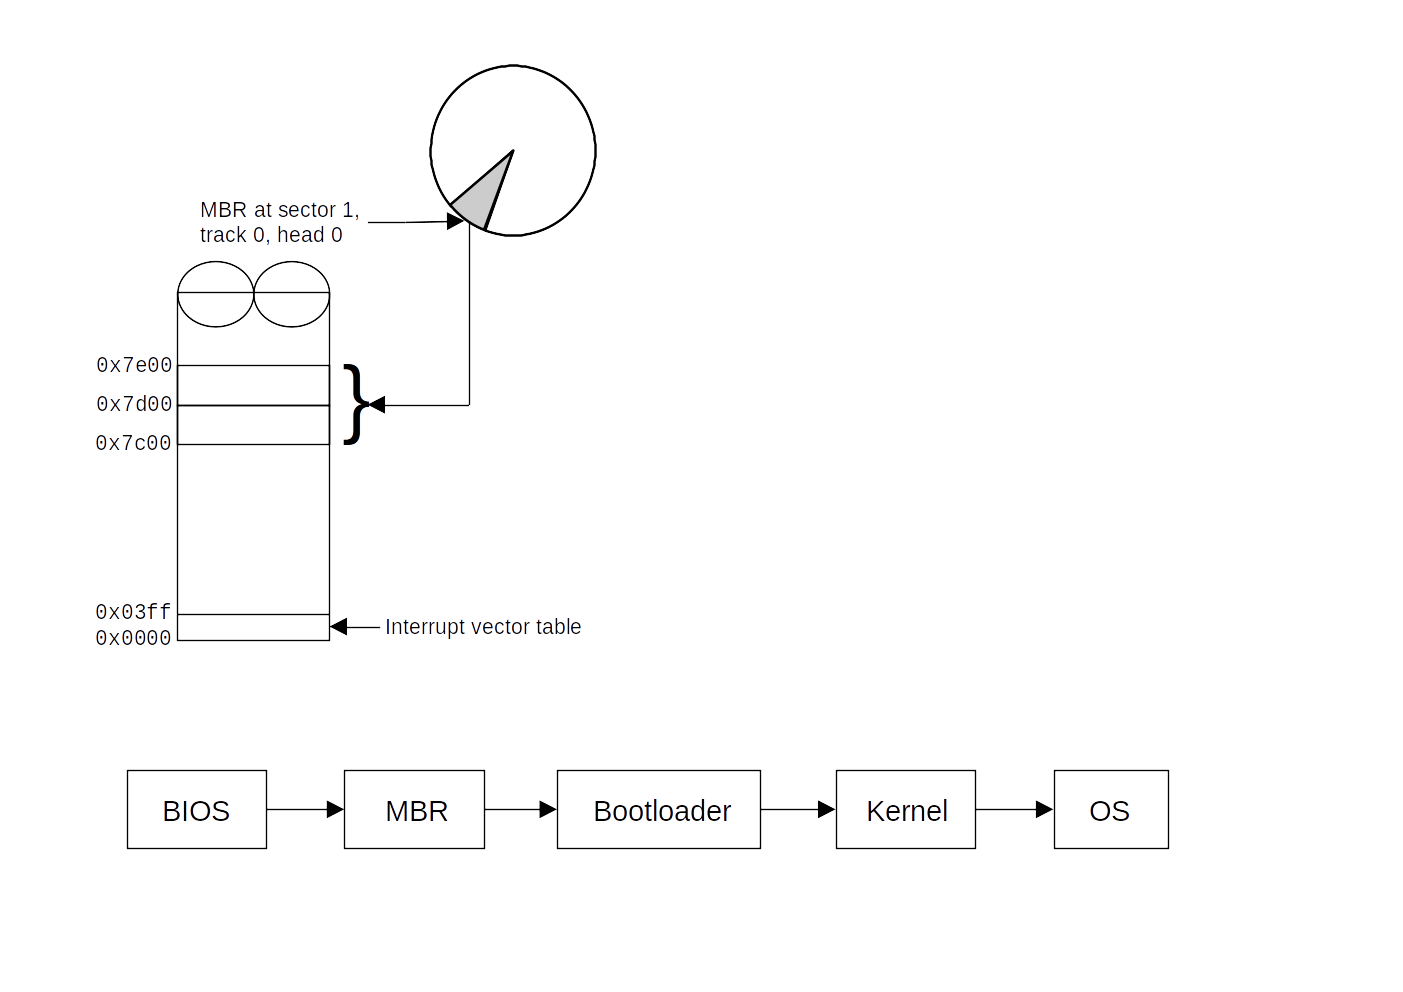 MBR at sector 1,
track 0, head 0
0x7e00
0x7d00
}
0x7c00
0x03ff
Interrupt vector table
0x0000
BIOS
MBR
Bootloader
Kernel
OS